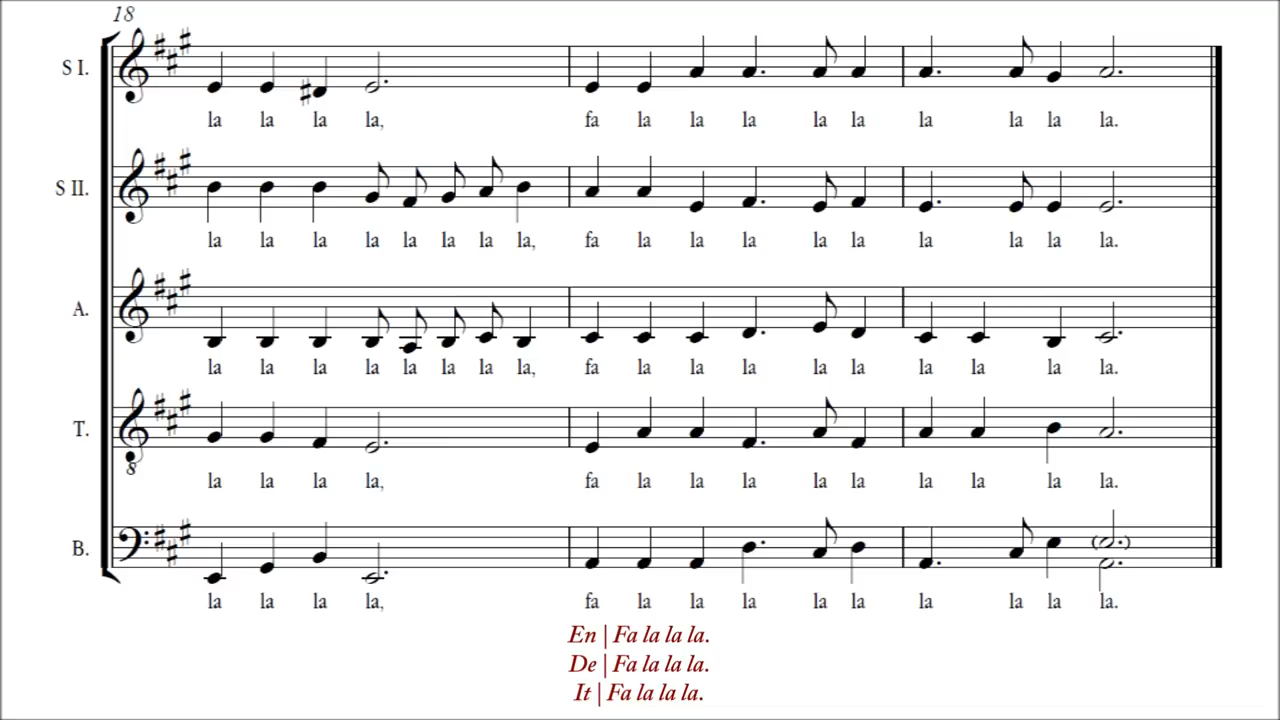 18
S I.
la la la la, fa la la la la la la la la la.
S II.
la la la la la la la la, fa la la la la la la la la la.
A.
la la la la la la la la, fa la la la la la la la la la.
T.
8
la la la la, fa la la la la la la la la la.
B.
la la la la, fa la la la la la la la la la.
En | Fa la la la.
De | Fa la la la.
It | Fa la la la.